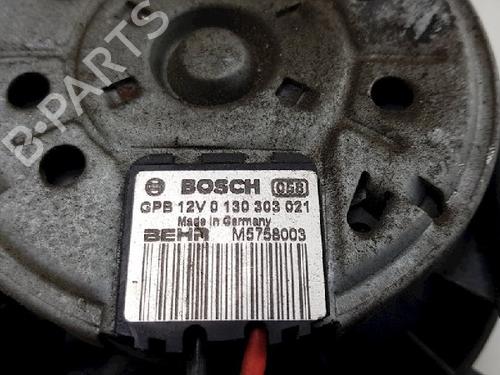 B-PARTS
BOSCH 058
GPB 12V 0 130 303 021
Made in Germany
BEHR M5758003